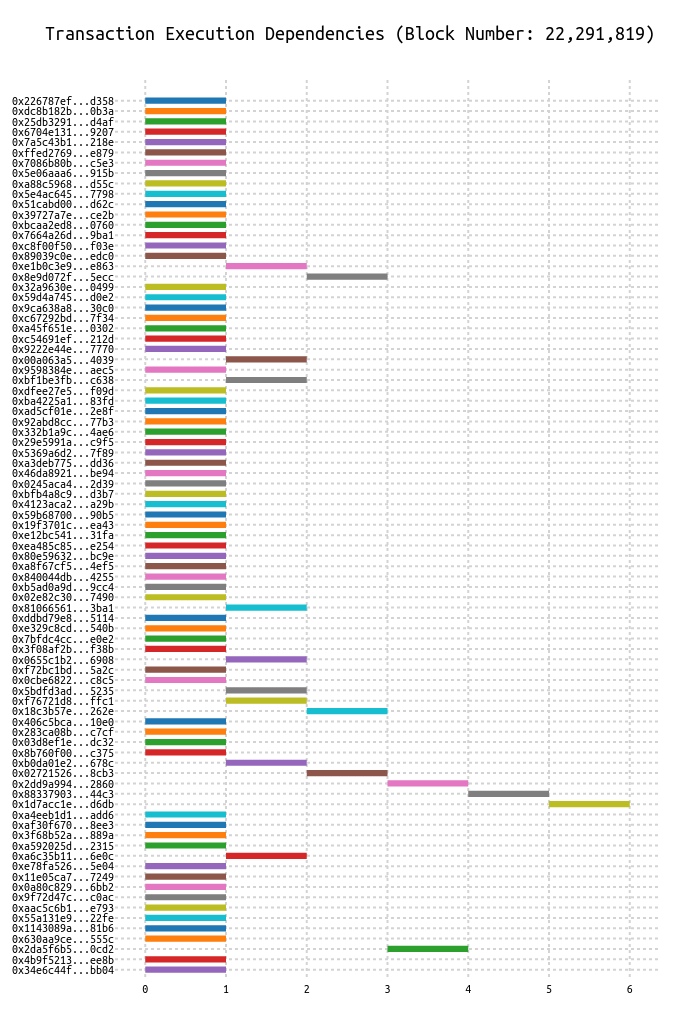 Transaction Execution Dependencies (Block Number: 22,291,819)
0x226787ef...d358
0xdc8b182b...0b3a
0x25db3291...d4af
0x6704e131...9207
0x7a5c43b1...218e
0xffed2769...e879
0x7086b80b...c5e3
0x5e06aaa6...915b
0xa88c5968...d55c
0x5e4ac645...7798
0x51cabd00...d62c
0x39727a7e...ce2b
0xbcaa2ed8...0760
0x7664a26d...9ba1
0xc8f00f50...f03e
0x89039c0e...edc0
0xe1b0c3e9...e863
0x8e9d072f...5ecc
0x32a9630e...0499
0x59d4a745...d0e2
0x9ca638a8...30c0
0xc67292bd...7f34
0xa45f651e...0302
0xc54691ef...212d
0x9222e44e...7770
0x00a063a5...4039
0x9598384e...aec5
0xbf1be3fb...c638
0xdfee27e5...f09d
0xba4225a1...83fd
0xad5cf01e...2e8f
0x92abd8cc...77b3
0x332b1a9c...4ae6
0x29e5991a...c9f5
0x5369a6d2...7f89
0xa3deb775...dd36
0x46da8921...be94
0x0245aca4...2d39
0xbfb4a8c9...d3b7
0x4123aca2...a29b
0x59b68700...90b5
0x19f3701c...ea43
0xe12bc541...31fa
0xea485c85...e254
0x80e59632...bc9e
0xa8f67cf5...4ef5
0x840044db...4255
0xb5ad0a9d...9cc4
0x02e82c30...7490
0x81066561...3ba1
0xddbd79e8...5114
0xe329c8cd...540b
0x7bfdc4cc...e0e2
0x3f08af2b...f38b
0x0655c1b2...6908
0xf72bc1bd...5a2c
0x0cbe6822...c8c5
0x5bdfd3ad...5235
0xf76721d8...ffc1
0x18c3b57e...262e
0x406c5bca...10e0
0x283ca08b...c7cf
0x03d8ef1e...dc32
0x8b760f00...c375
0xb0da01e2...678c
0x02721526...8cb3
0x2dd9a994...2860
0x88337903...44c3
0x1d7acc1e...d6db
0xa4eeb1d1...add6
0xaf30f670...8ee3
0x3f68b52a...889a
0xa592025d...2315
0xa6c35b11...6e0c
0xe78fa526...5e04
0x11e05ca7...7249
0x0a80c829...6bb2
0x9f72d47c...c0ac
0xaac5c6b1...e793
0x55a131e9...22fe
0x1143089a...81b6
0x630aa9ce...555c
0x2da5f6b5...0cd2
0x4b9f5213...ee8b
0x34e6c44f...bb04
0 1 2 3 4 5 6